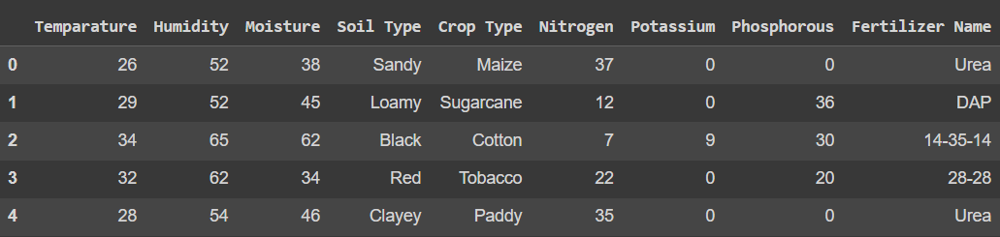 Temparature Humidity Moisture Soil Type Crop Type Nitrogen Potassium Phosphorous Fertilizer Name
0 26 52 38 Sandy Maize 37 0 0 Urea
1 29 52 45 Loamy Sugarcane 12 0 36 DAP
2 34 65 62 Black Cotton 7 9 30 14-35-14
3 32 62 34 Red Tobacco 22 0 20 28-28
4 28 54 46 Clayey Paddy 35 0 0 Urea